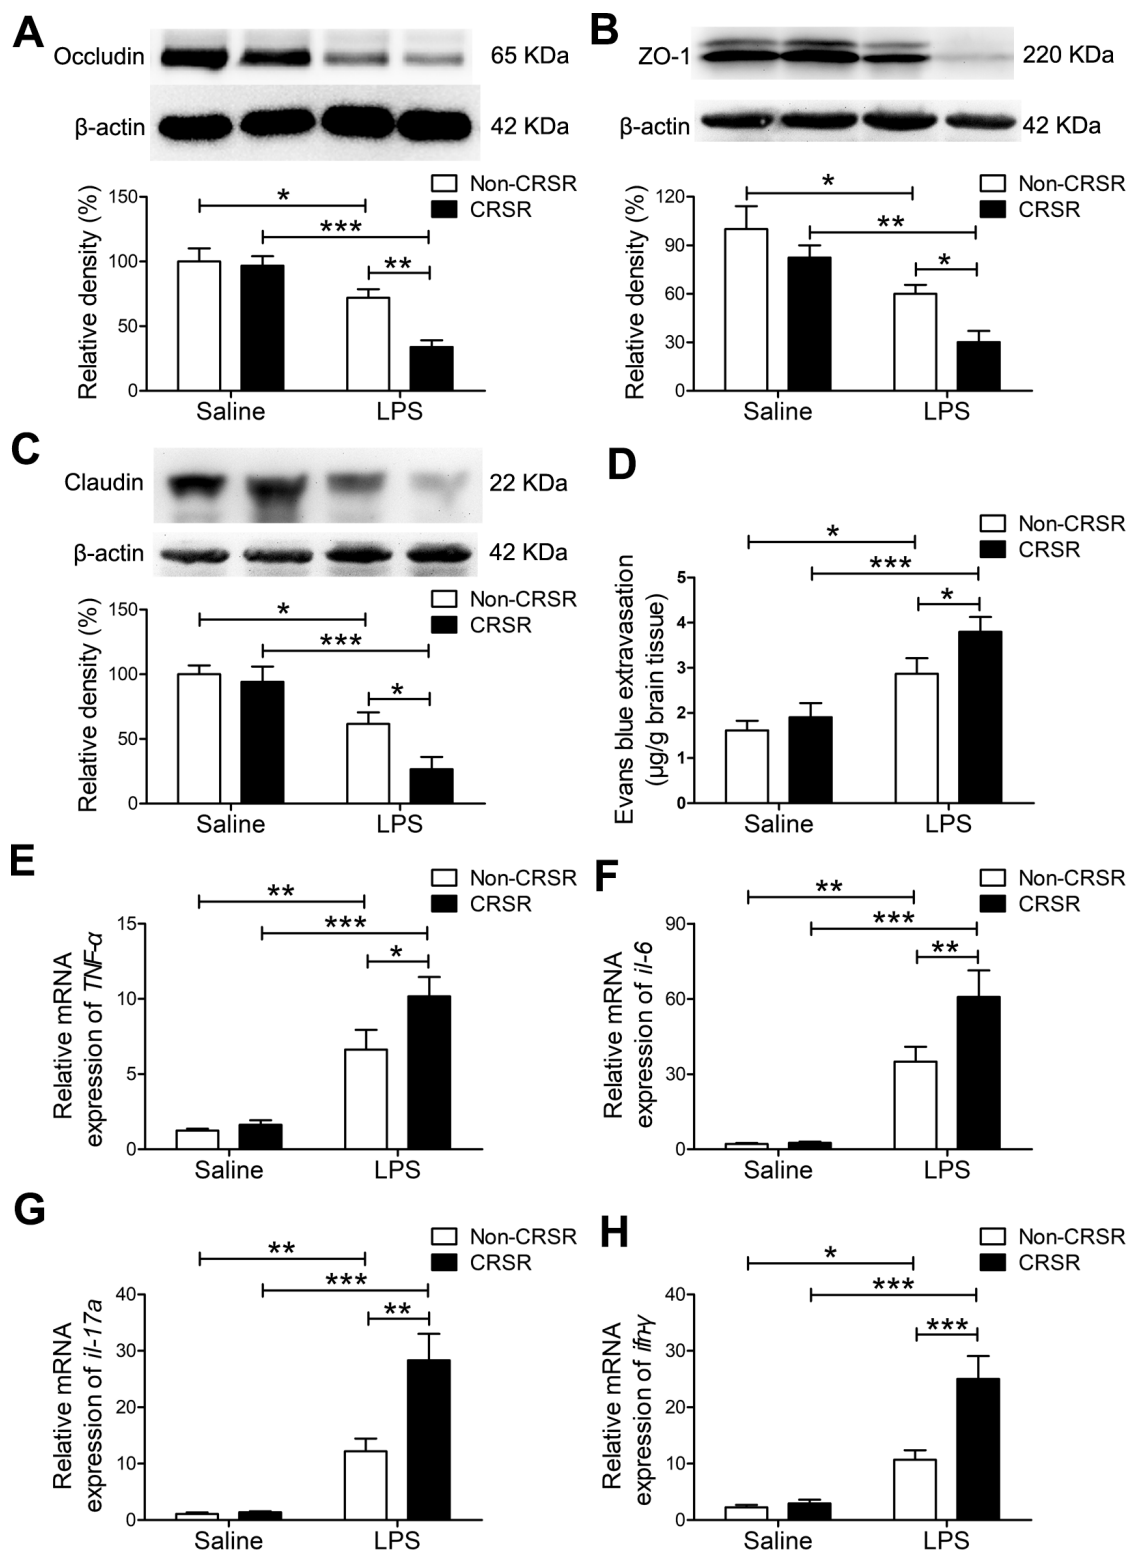 A
Occludin
65 KDa
β-actin
42 KDa
Non-CRSR
CRSR
*
***
**
Relative density (%)
150
100
50
0
Saline
LPS
B
ZO-1
220 KDa
β-actin
42 KDa
Non-CRSR
CRSR
*
**
*
Relative density (%)
120
90
60
30
0
Saline
LPS
C
Claudin
22 KDa
β-actin
42 KDa
Non-CRSR
CRSR
*
***
*
Relative density (%)
150
100
50
0
Saline
LPS
D
Non-CRSR
CRSR
*
***
*
Evans blue extravasation
(μg/g brain tissue)
5
4
3
2
1
0
Saline
LPS
E
Non-CRSR
CRSR
**
***
*
Relative mRNA
expression of TNF-α
15
10
5
0
Saline
LPS
F
Non-CRSR
CRSR
**
***
**
Relative mRNA
expression of il-6
90
60
30
0
Saline
LPS
G
Non-CRSR
CRSR
**
***
**
Relative mRNA
expression of il-17a
40
30
20
10
0
Saline
LPS
H
Non-CRSR
CRSR
*
***
***
Relative mRNA
expression of ifn-γ
40
30
20
10
0
Saline
LPS